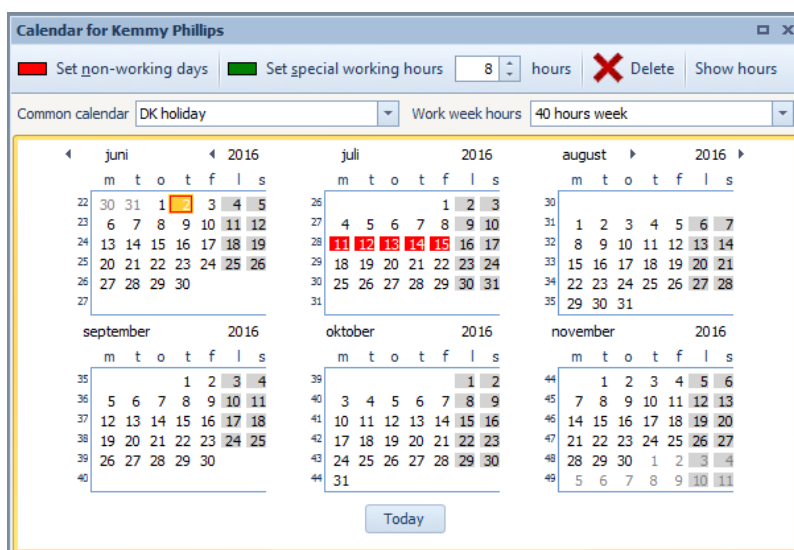 Calendar for Kemmy Phillips
Set non-working days Set special working hours 8 hours Delete Show hours
Common calendar DK holiday Work week hours 40 hours week
juni 2016 juli 2016 august 2016
m t o t f l s m t o t f l s m t o t f l s
22 30 31 1 2 3 4 5 26 1 2 3 30
23 6 7 8 9 10 11 12 27 4 5 6 7 8 9 10 31 1 2 3 4 5 6 7
24 13 14 15 16 17 18 19 28 11 12 13 14 15 16 17 32 8 9 10 11 12 13 14
25 20 21 22 23 24 25 26 29 18 19 20 21 22 23 24 33 15 16 17 18 19 20 21
26 27 28 29 30 30 25 26 27 28 29 30 31 34 22 23 24 25 26 27 28
27 31 35 29 30 31
september 2016 oktober 2016 november 2016
m t o t f l s m t o t f l s m t o t f l s
35 1 2 3 4 39 1 2 44 1 2 3 4 5 6
36 5 6 7 8 9 10 11 40 3 4 5 6 7 8 9 45 7 8 9 10 11 12 13
37 12 13 14 15 16 17 18 41 10 11 12 13 14 15 16 46 14 15 16 17 18 19 20
38 19 20 21 22 23 24 25 42 17 18 19 20 21 22 23 47 21 22 23 24 25 26 27
39 26 27 28 29 30 43 24 25 26 27 28 29 30 48 28 29 30 1 2 3 4
40 44 31 49 5 6 7 8 9 10 11
Today